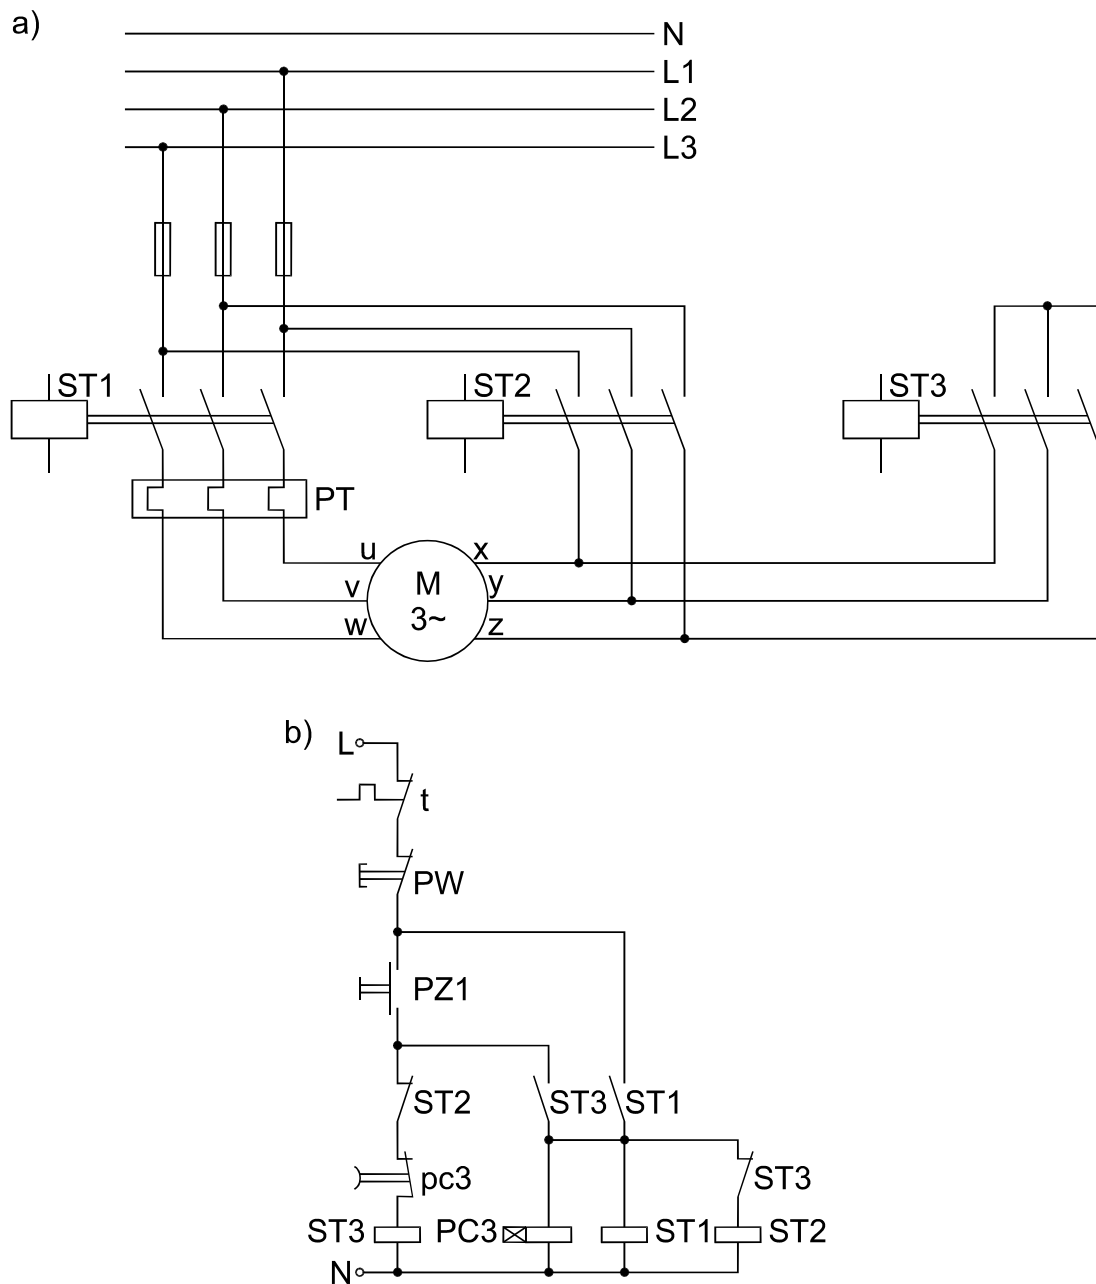 a)
N
L1
L2
L3
ST1 ST2 ST3
PT
u x
v M y
3~
w z
b)
L
t
PW
PZ1
ST2 ST3 ST1
pc3 ST3
ST3 PC3 ST1 ST2
N